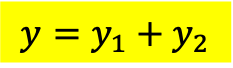 y = y₁ + y₂